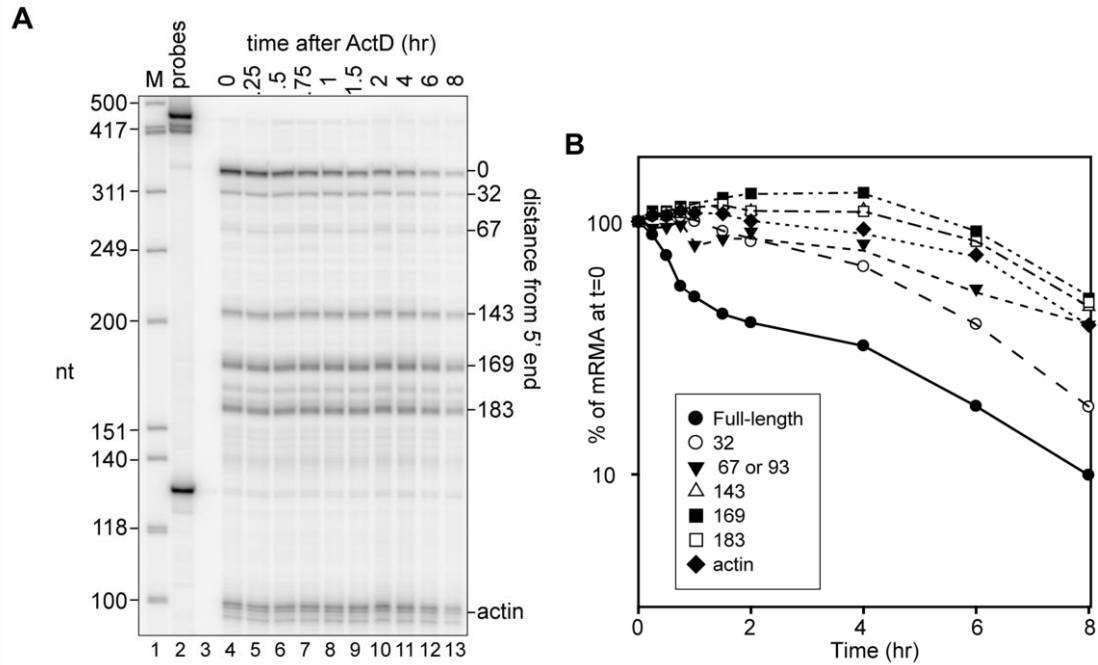 A
time after ActD (hr)
M probes 0 .25 .5 .75 1 1.5 2 4 6 8
500
417
311
249
200
151
140
118
100
nt
0
32
67
143
169
183
actin
distance from 5' end
1 2 3 4 5 6 7 8 9 10 11 12 13
B
% of mRMA at t=0
100
10
Full-length
32
67 or 93
143
169
183
actin
0 2 4 6 8
Time (hr)